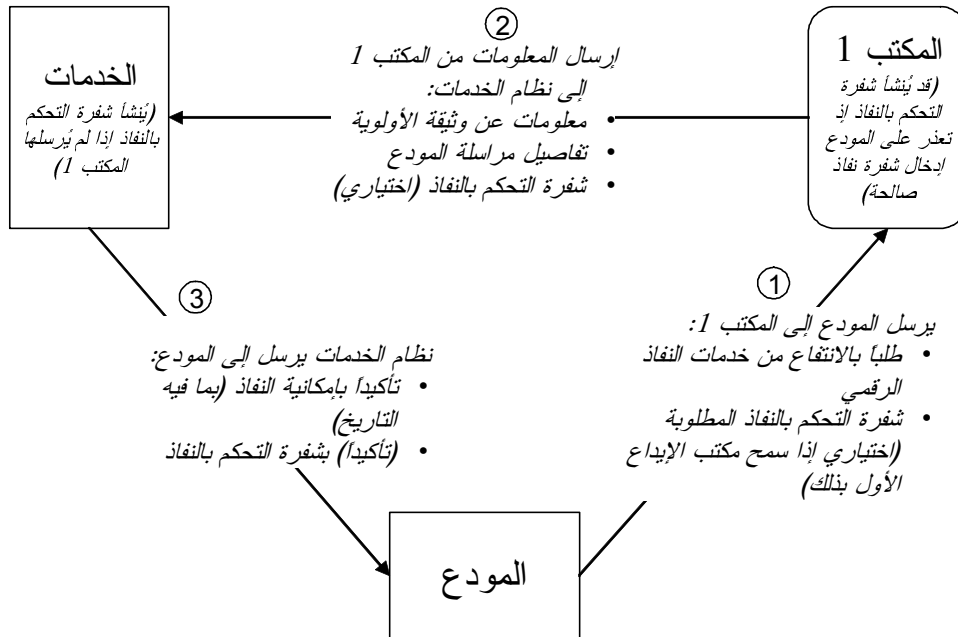 المكتب 1
(قد يُنشأ شفرة
التحكم بالنفاذ إذ
تعذر على المودع
إدخال شفرة نفاذ
صالحة)
2
إرسال المعلومات من المكتب 1
إلى نظام الخدمات:
• معلومات عن وثيقة الأولوية
• تفاصيل مراسلة المودع
• شفرة التحكم بالنفاذ (اختياري)
الخدمات
(يُنشأ شفرة التحكم
بالنفاذ إذا لم يُرسلها
المكتب 1)
1
يرسل المودع إلى المكتب 1:
• طلباً بالانتفاع من خدمات النفاذ
الرقمي
• شفرة التحكم بالنفاذ المطلوبة
(اختياري إذا سمح مكتب الإيداع
الأول بذلك)
3
نظام الخدمات يرسل إلى المودع:
• تأكيداً بإمكانية النفاذ (بما فيه
التاريخ)
• (تأكيداً) بشفرة التحكم بالنفاذ
المودع